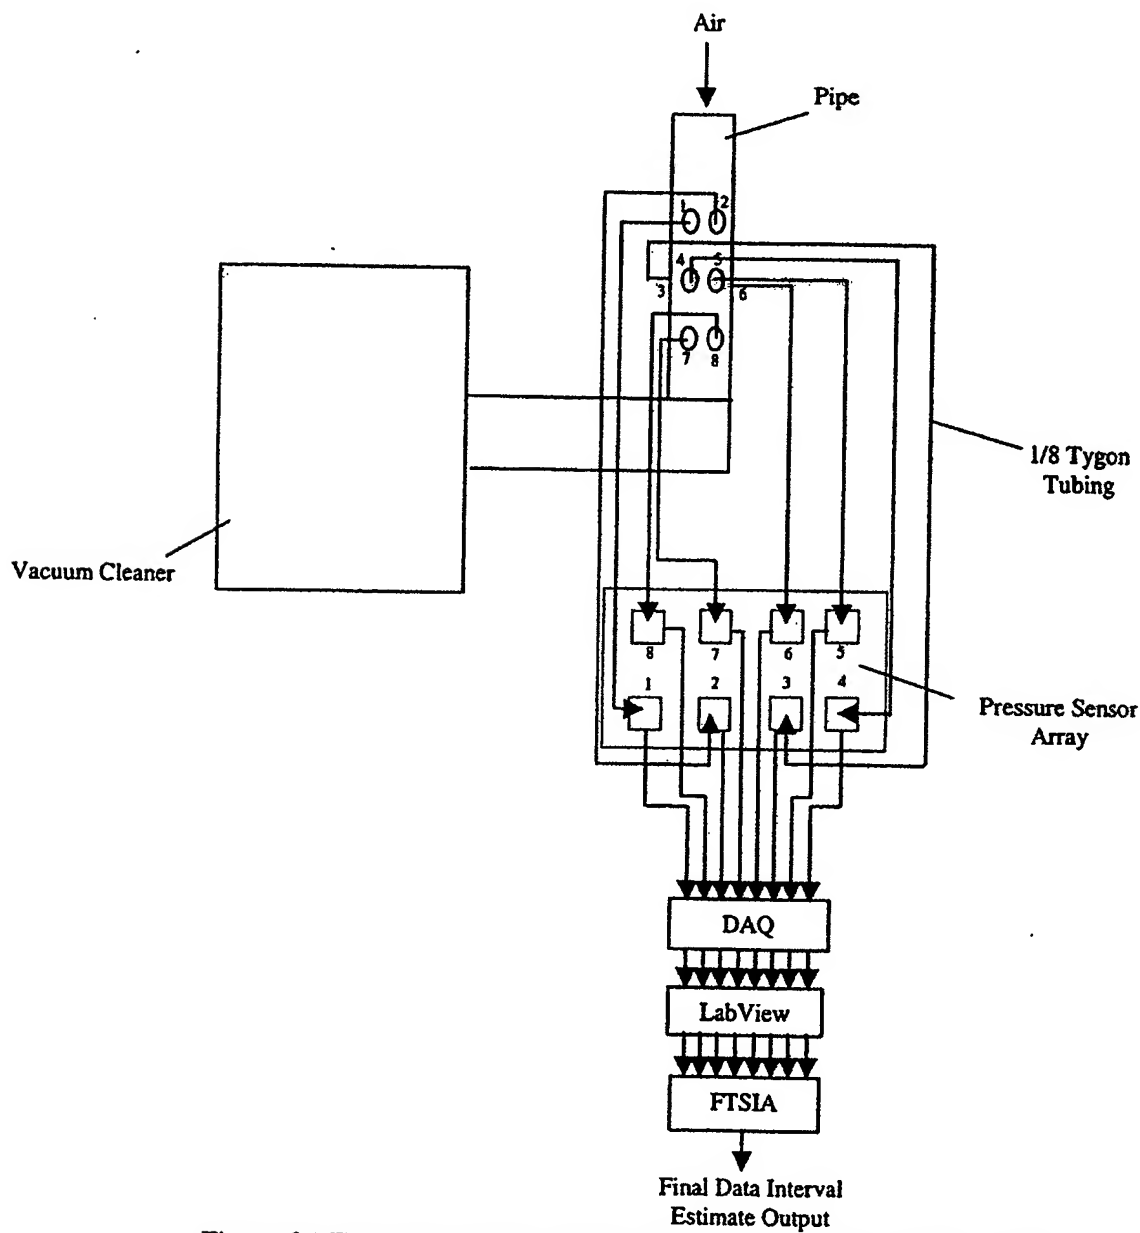 Air
Pipe
1 2
3 4 5 6
7 8
1/8 Tygon
Tubing
Vacuum Cleaner
8 7 6 5
1 2 3 4
Pressure Sensor
Array
DAQ
LabView
FTSIA
Final Data Interval
Estimate Output